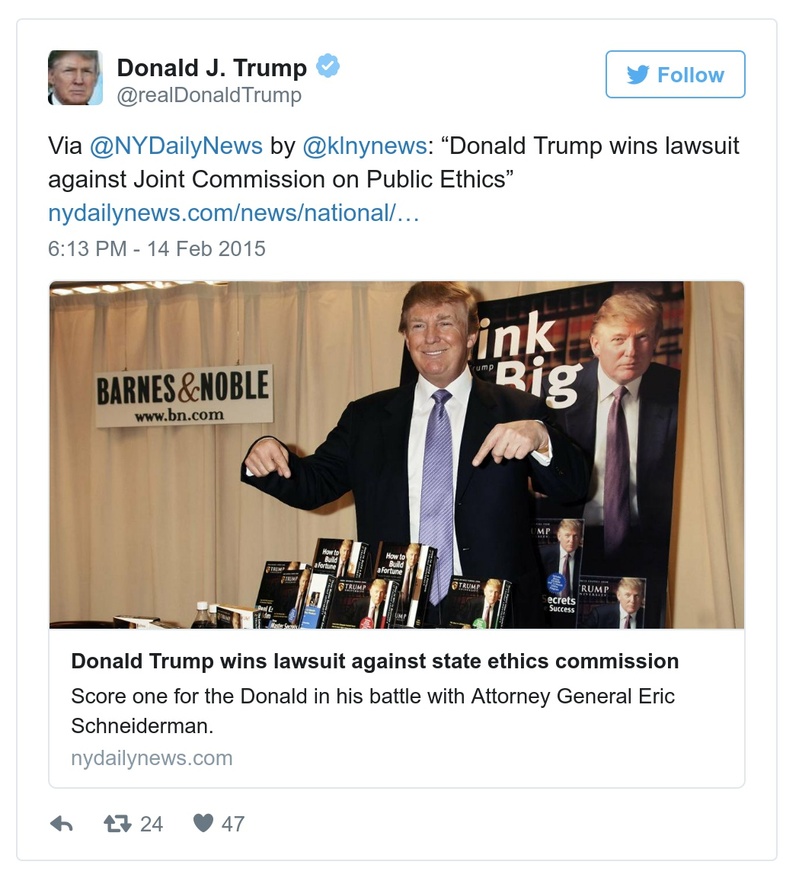 Donald J. Trump
@realDonaldTrump
Follow
Via @NYDailyNews by @klnynews: “Donald Trump wins lawsuit
against Joint Commission on Public Ethics”
nydailynews.com/news/national/…
6:13 PM - 14 Feb 2015
ink
ump
Big
BARNES&NOBLE
www.bn.com
How to
Build
a Fortune
How to
Build
a Fortune
TRUMP
TRUMP
TRUMP
TRUMP
ecrets
Success
RUMP
Donald Trump wins lawsuit against state ethics commission
Score one for the Donald in his battle with Attorney General Eric
Schneiderman.
nydailynews.com
24
47